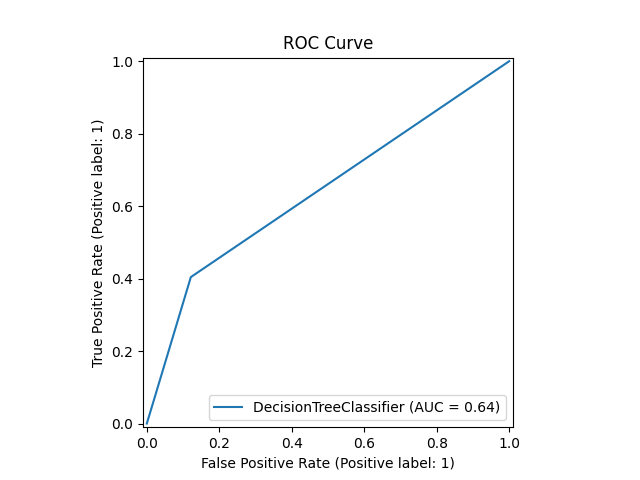 ROC Curve
True Positive Rate (Positive label: 1)
1.0
0.8
0.6
0.4
0.2
0.0
DecisionTreeClassifier (AUC = 0.64)
0.0 0.2 0.4 0.6 0.8 1.0
False Positive Rate (Positive label: 1)